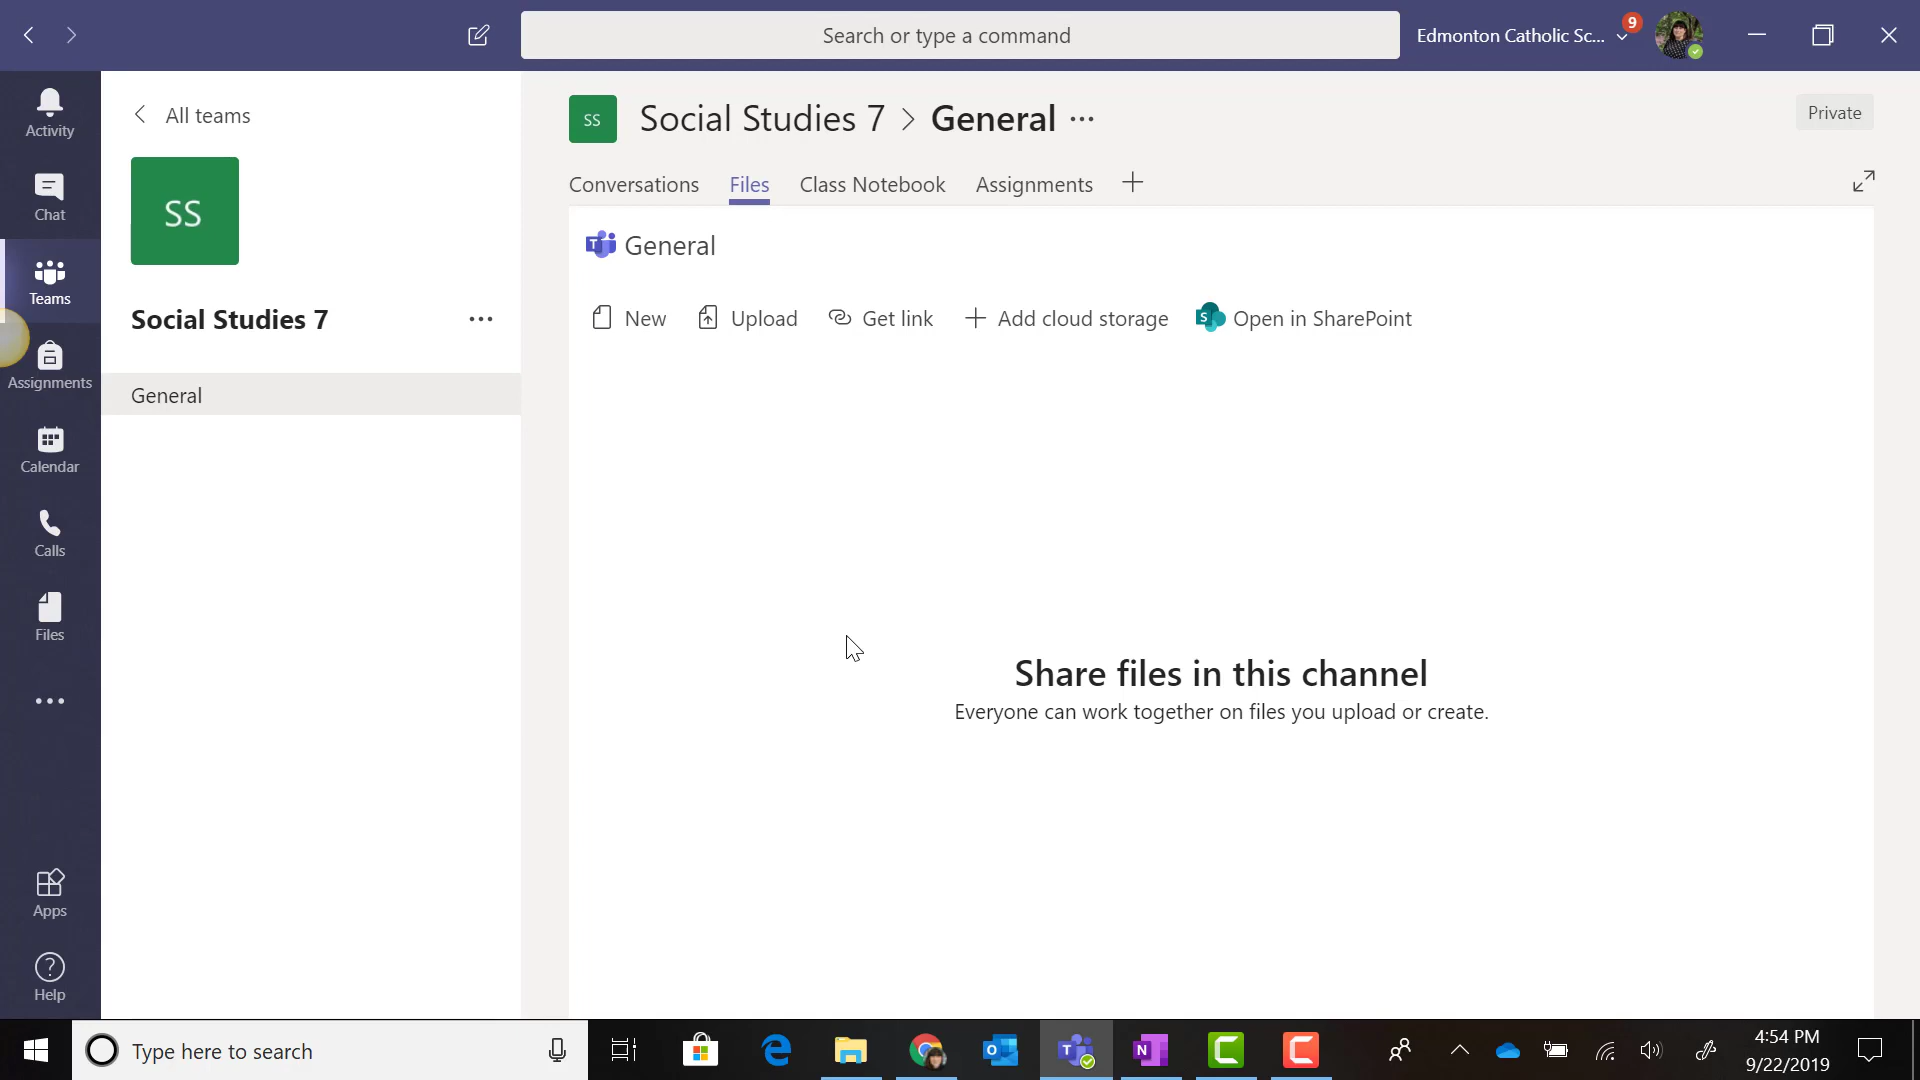 Search or type a command
Edmonton Catholic Sc...
9
Activity
Chat
Teams
Assignments
Calendar
Calls
Files
Apps
Help
All teams
SS
Social Studies 7
General
SS
Social Studies 7 > General
Private
Conversations
Files
Class Notebook
Assignments
T
General
New
Upload
Get link
Add cloud storage
S
Open in SharePoint
Share files in this channel
Everyone can work together on files you upload or create.
Type here to search
O
T
N
4:54 PM
9/22/2019